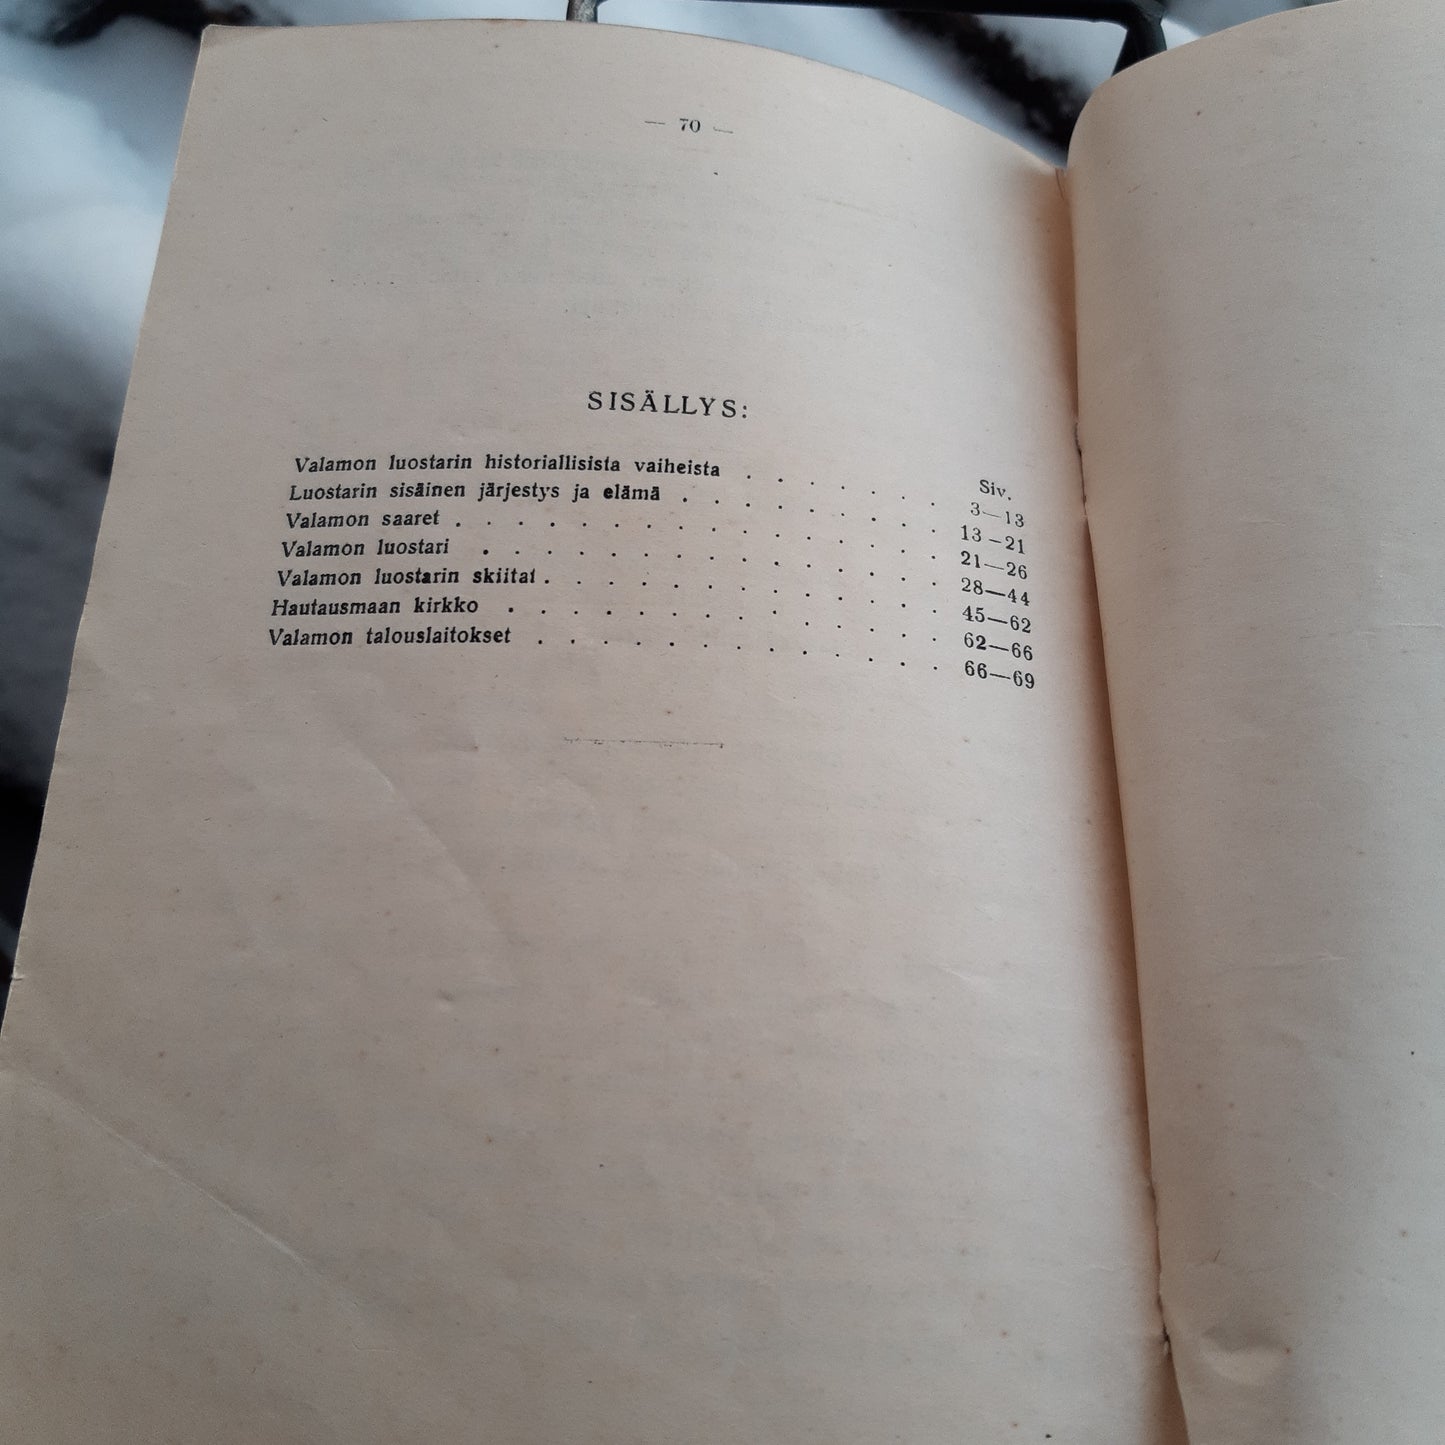 — 70 —
SISÄLLYS:
Siv.
Valamon luostarin historiallisista vaiheista . . . . . . . 3—13
Luostarin sisäinen järjestys ja elämä . . . . . . . . . 13–21
Valamon saaret . . . . . . . . . . . . . . . . 21—26
Valamon luostari . . . . . . . . . . . . . . . 28—44
Valamon luostarin skiitat . . . . . . . . . . . . . 45—62
Hautausmaan kirkko . . . . . . . . . . . . . . 62—66
Valamon talouslaitokset . . . . . . . . . . . . . 66—69